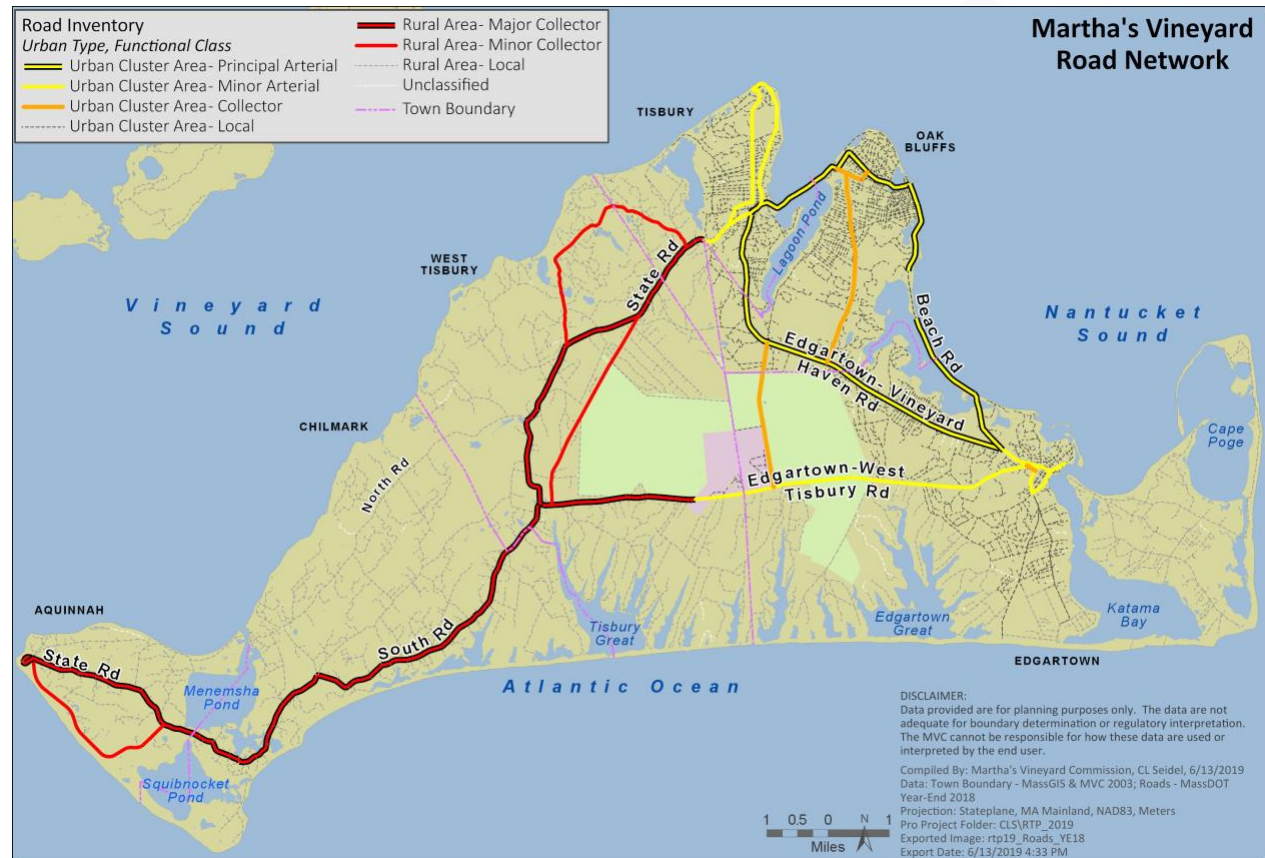 Road Inventory
Urban Type, Functional Class
Urban Cluster Area- Principal Arterial
Urban Cluster Area- Minor Arterial
Urban Cluster Area- Collector
Urban Cluster Area- Local
Rural Area- Major Collector
Rural Area- Minor Collector
Rural Area- Local
Unclassified
Town Boundary
Martha's Vineyard
Road Network
TISBURY
OAK
BLUFFS
WEST
TISBURY
State Rd
Lagoon Pond
Vineyard
Sound
Nantucket
Sound
Beach Rd
Edgartown- Vineyard
Haven Rd
CHILMARK
North Rd
Cape
Poge
Edgartown-West
Tisbury Rd
AQUINNAH
State Rd
South Rd
Tisbury
Great
Edgartown
Great
Katama
Bay
EDGARTOWN
Menemsha
Pond
Atlantic Ocean
Squibnocket
Pond
DISCLAIMER:
Data provided are for planning purposes only. The data are not
adequate for boundary determination or regulatory interpretation.
The MVC cannot be responsible for how these data are used or
interpreted by the end user.
Compiled By: Martha's Vineyard Commission, CL Seidel, 6/13/2019
Data: Town Boundary - MassGIS & MVC 2003; Roads - MassDOT
Year-End 2018
Projection: Stateplane, MA Mainland, NAD83, Meters
Pro Project Folder: CLS\RTP_2019
Exported Image: rtp19_Roads_YE18
Export Date: 6/13/2019 4:33 PM
1 0.5 0 N 1
Miles